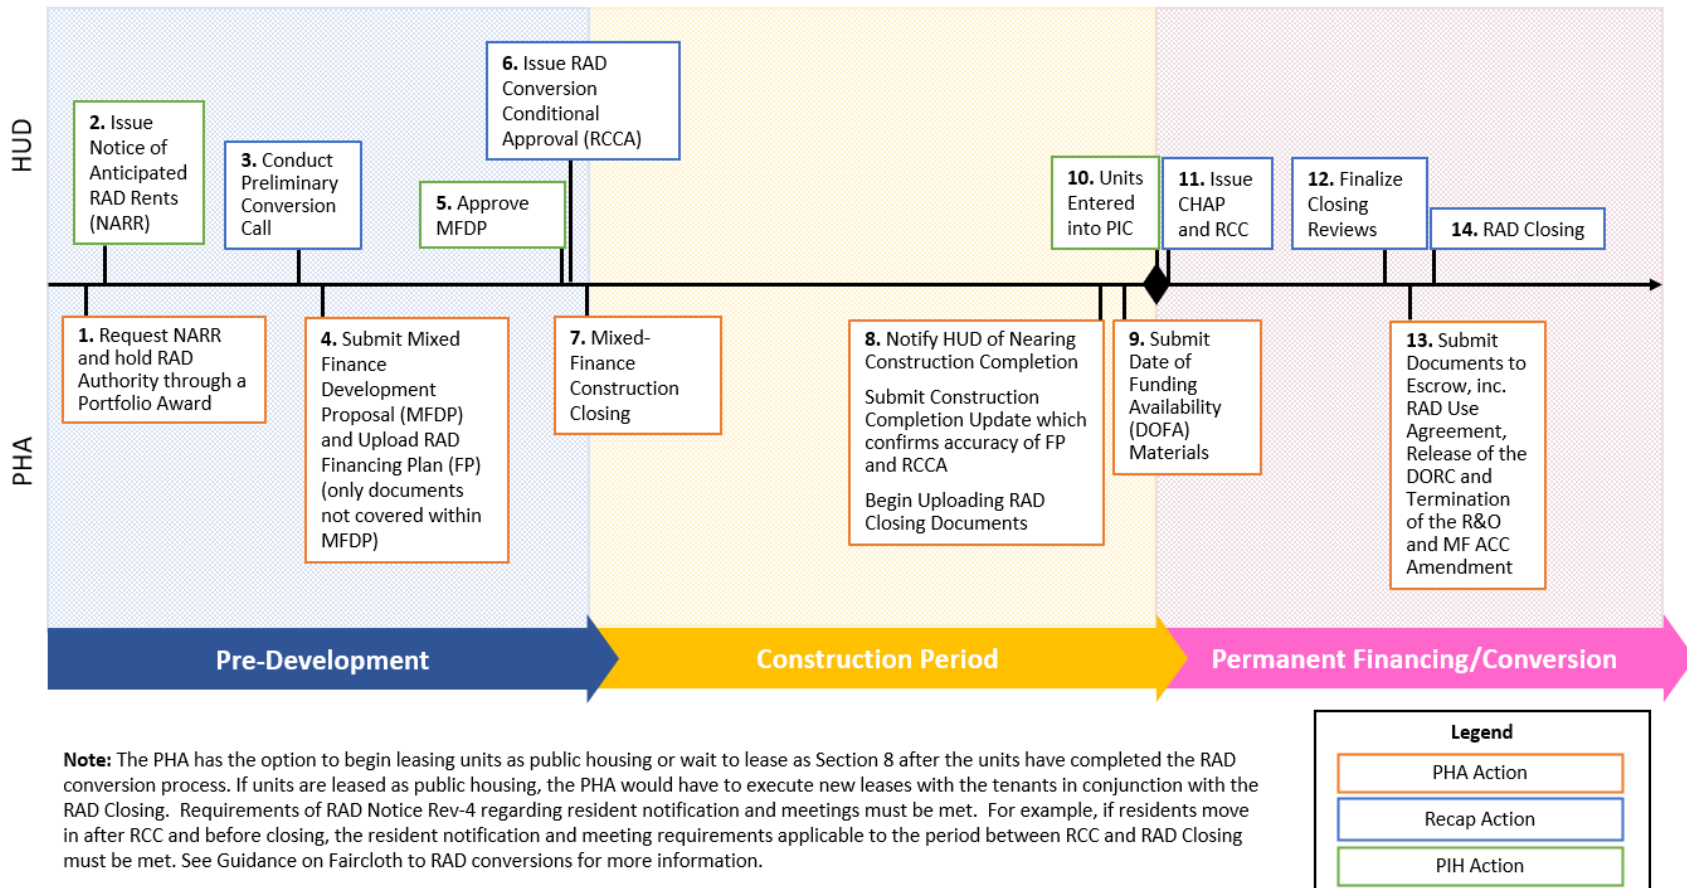 HUD
PHA
2. Issue
Notice of
Anticipated
RAD Rents
(NARR)
3. Conduct
Preliminary
Conversion
Call
5. Approve
MFDP
6. Issue RAD
Conversion
Conditional
Approval (RCCA)
10. Units
Entered
into PIC
11. Issue
CHAP
and RCC
12. Finalize
Closing
Reviews
14. RAD Closing
1. Request NARR
and hold RAD
Authority through a
Portfolio Award
4. Submit Mixed
Finance
Development
Proposal (MFDP)
and Upload RAD
Financing Plan (FP)
(only documents
not covered within
MFDP)
7. Mixed-
Finance
Construction
Closing
8. Notify HUD of Nearing
Construction Completion
Submit Construction
Completion Update which
confirms accuracy of FP
and RCCA
Begin Uploading RAD
Closing Documents
9. Submit
Date of
Funding
Availability
(DOFA)
Materials
13. Submit
Documents to
Escrow, inc.
RAD Use
Agreement,
Release of the
DORC and
Termination
of the R&O
and MF ACC
Amendment
Pre-Development
Construction Period
Permanent Financing/Conversion
Note: The PHA has the option to begin leasing units as public housing or wait to lease as Section 8 after the units have completed the RAD
conversion process. If units are leased as public housing, the PHA would have to execute new leases with the tenants in conjunction with the
RAD Closing. Requirements of RAD Notice Rev-4 regarding resident notification and meetings must be met. For example, if residents move
in after RCC and before closing, the resident notification and meeting requirements applicable to the period between RCC and RAD Closing
must be met. See Guidance on Faircloth to RAD conversions for more information.
Legend
PHA Action
Recap Action
PIH Action